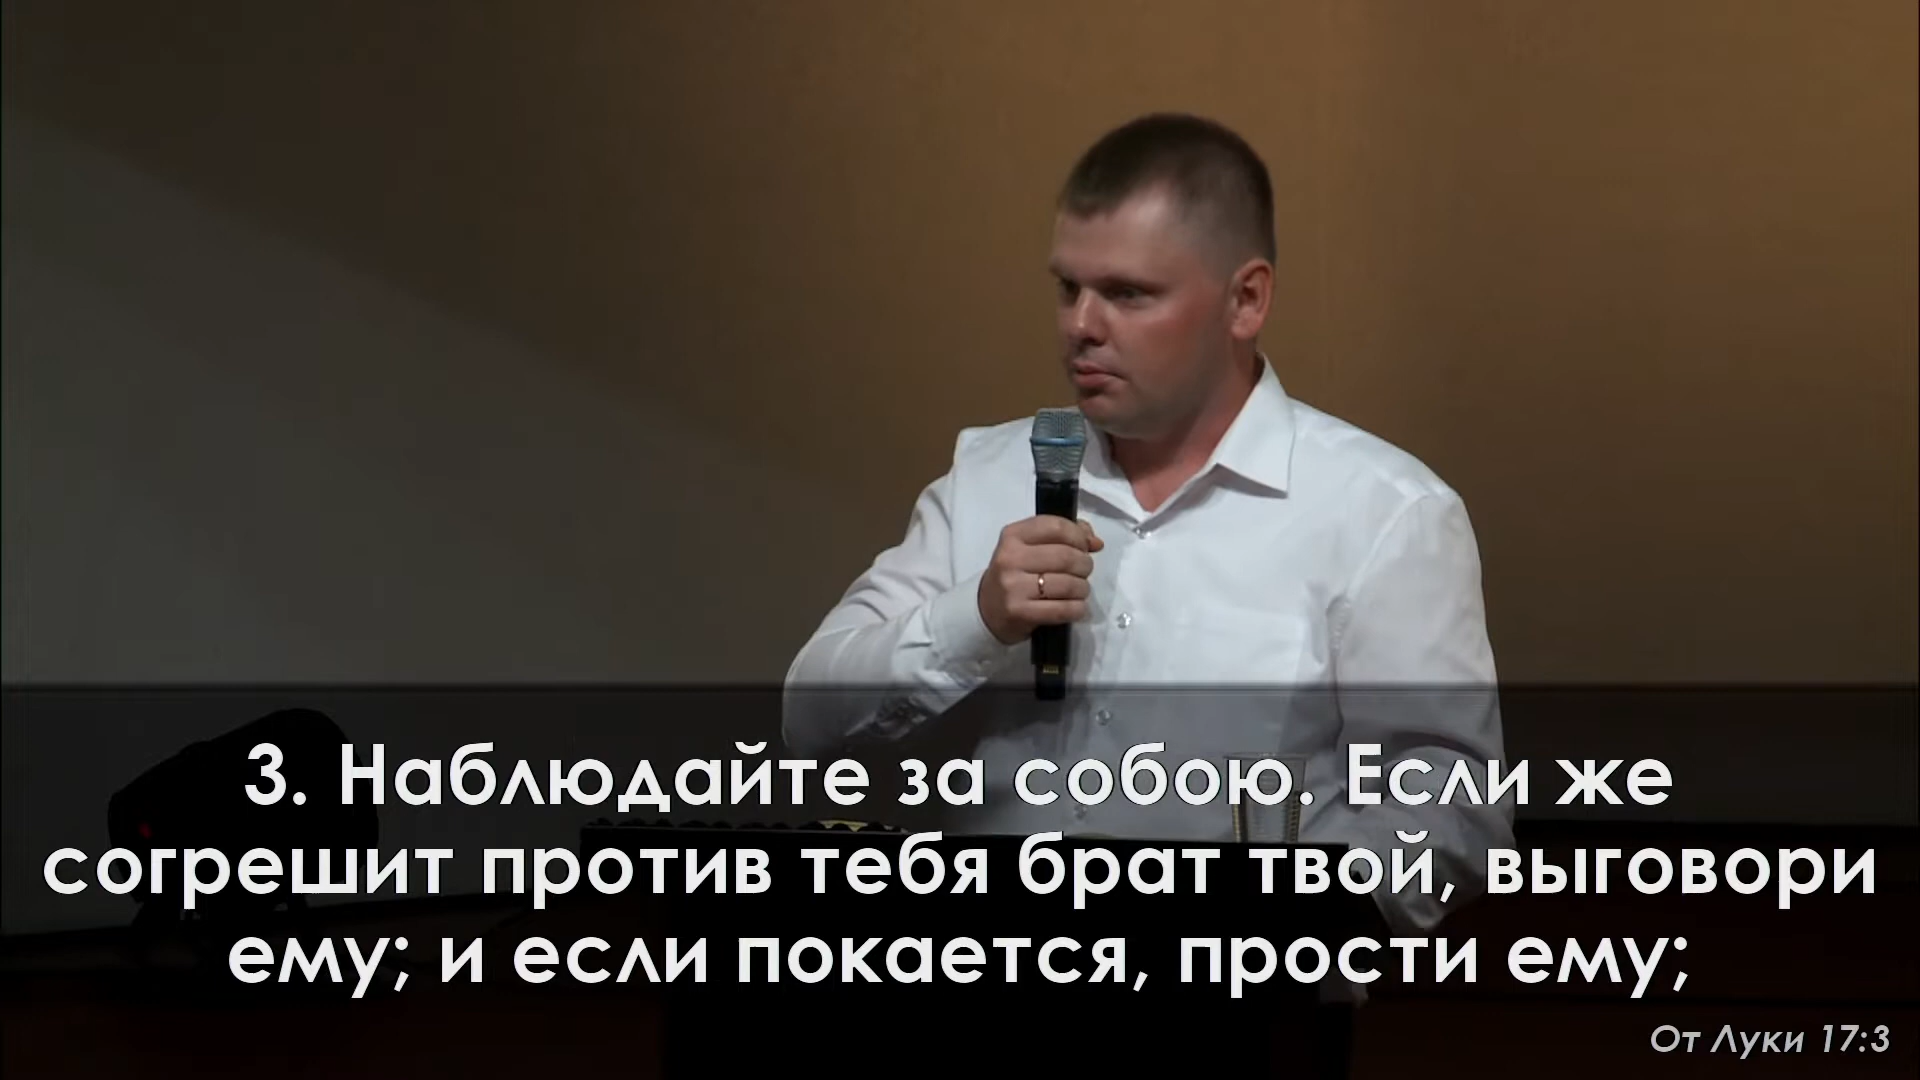 3. Наблюдайте за собою. Если же
согрешит против тебя брат твой, выговори
ему; и если покается, прости ему;
От Луки 17:3